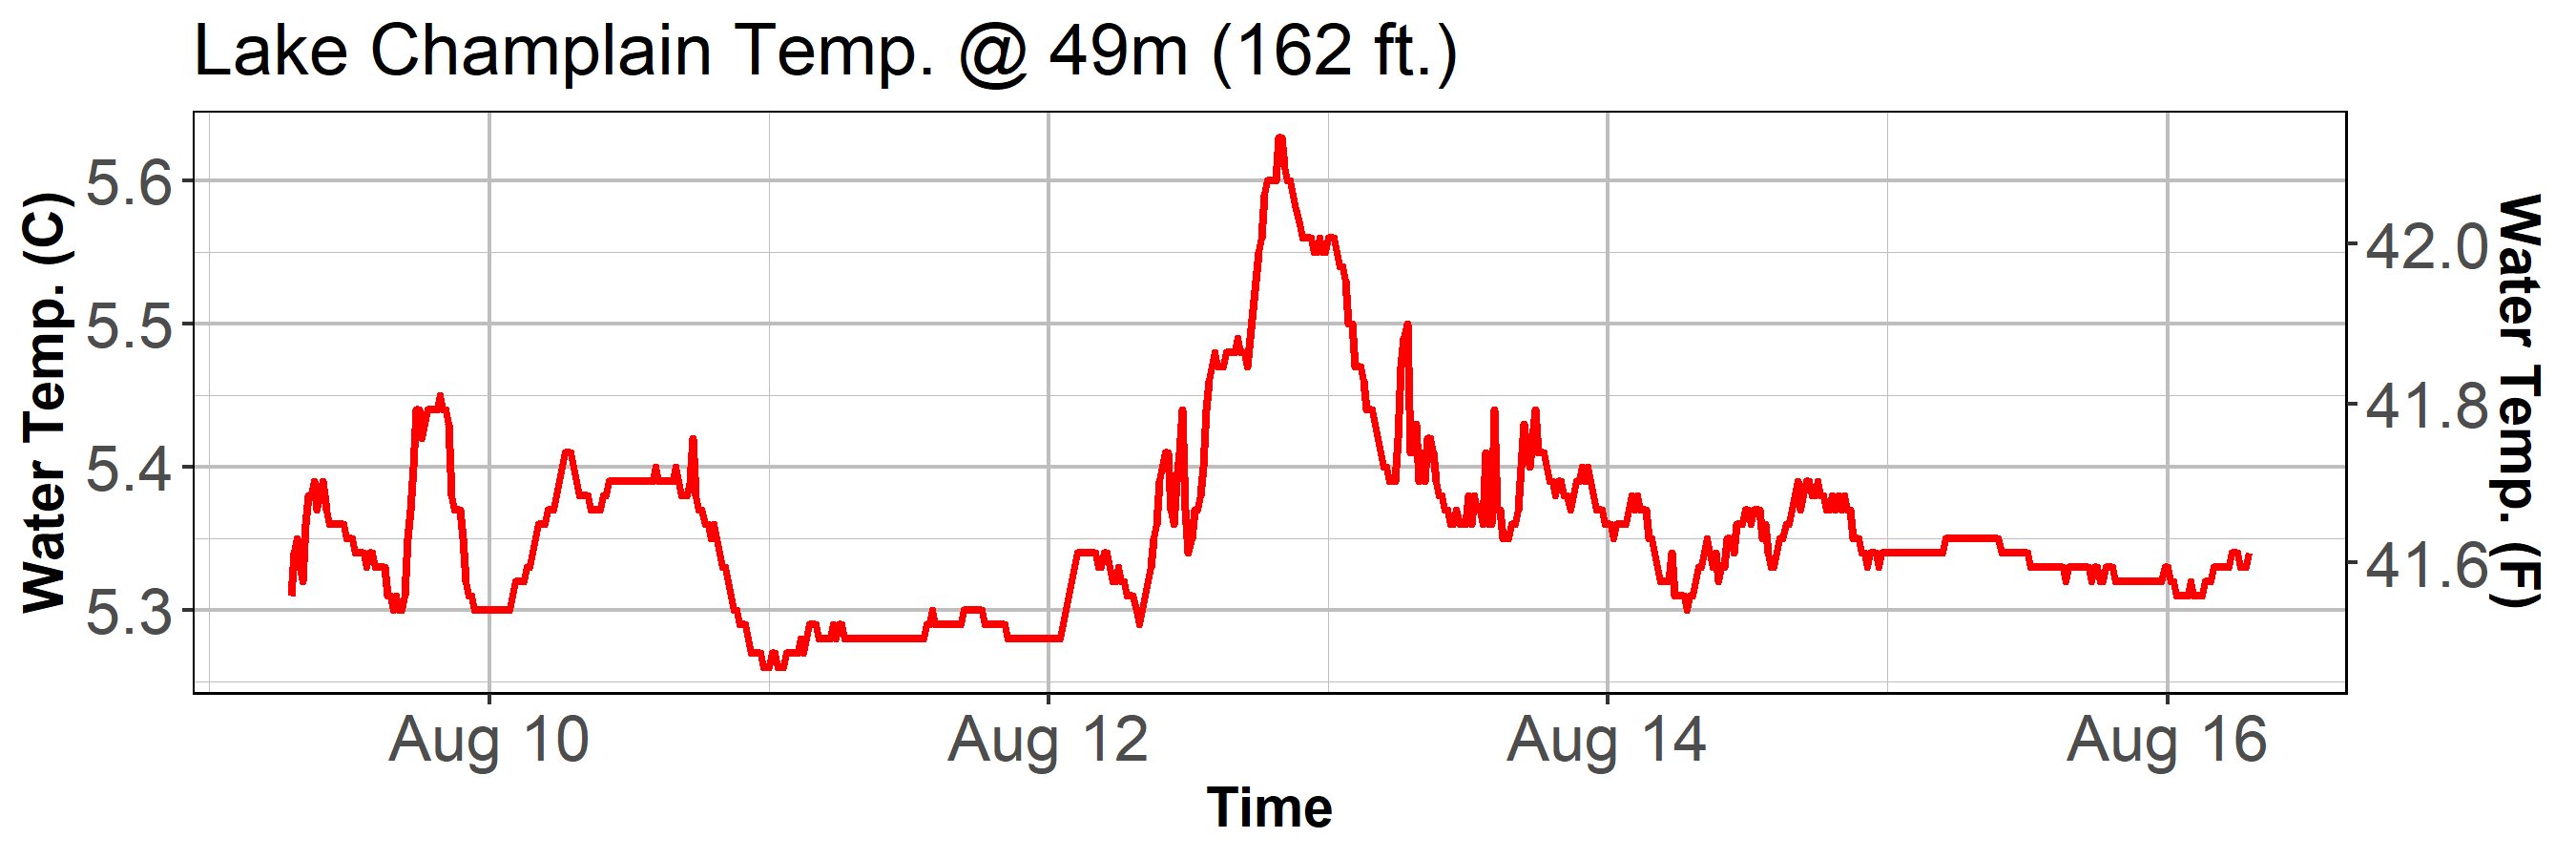 Lake Champlain Temp. @ 49m (162 ft.)
Water Temp. (C)
5.6
5.5
5.4
5.3
42.0
41.8
41.6
Water Temp. (F)
Aug 10
Aug 12
Aug 14
Aug 16
Time